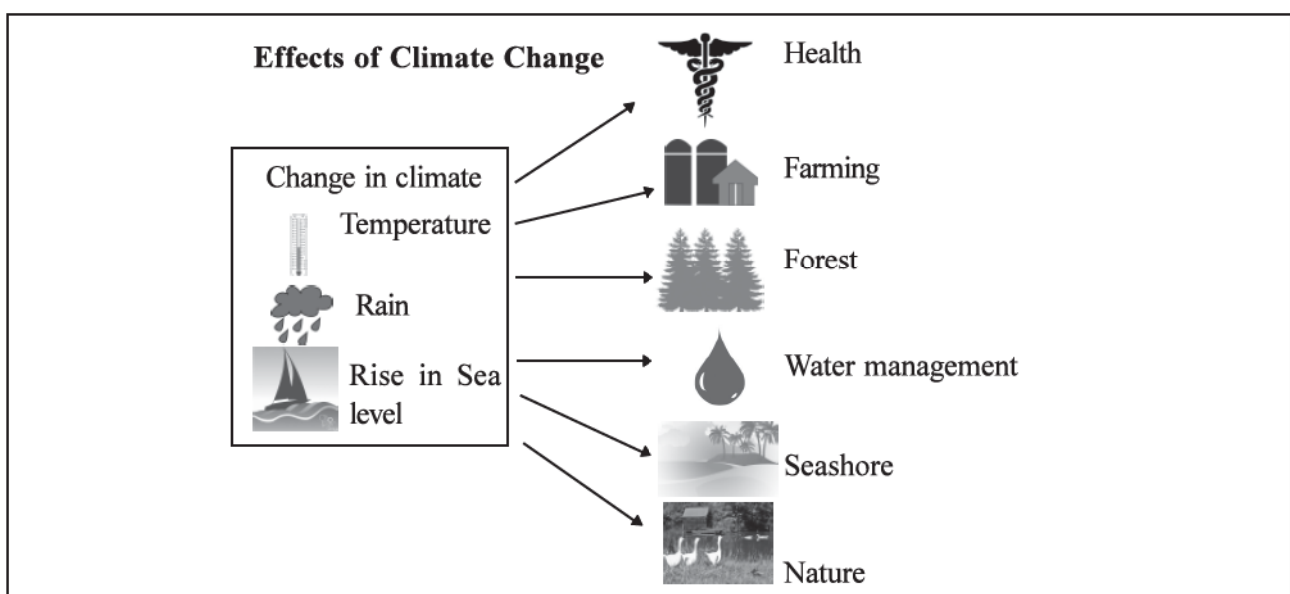 Effects of Climate Change
Change in climate
Temperature
Rain
Rise in Sea
level
Health
Farming
Forest
Water management
Seashore
Nature